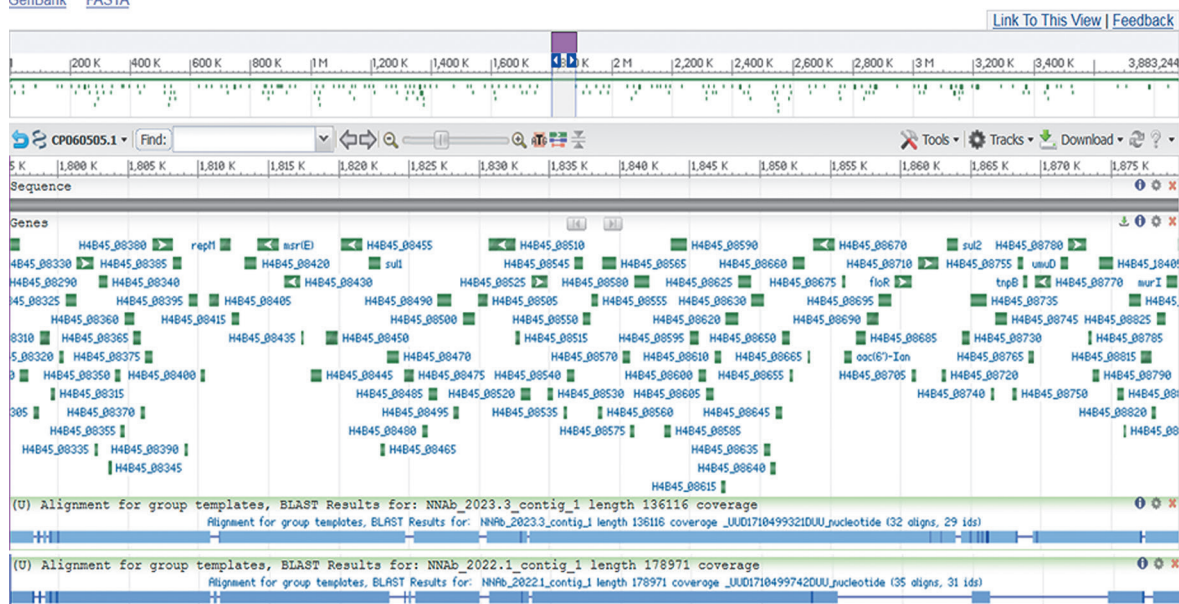 GenBank FASTA
Link To This View | Feedback
200 K 400 K 600 K 800 K 1 M 1,200 K 1,400 K 1,600 K 2 M 2,200 K 2,400 K 2,600 K 2,800 K 3 M 3,200 K 3,400 K 3,883,244
CP060505.1 Find: Tools Tracks Download ?
5 K 1,800 K 1,805 K 1,810 K 1,815 K 1,820 K 1,825 K 1,830 K 1,835 K 1,840 K 1,845 K 1,850 K 1,855 K 1,860 K 1,865 K 1,870 K 1,875 K
Sequence
Genes
H4B45_08380 repM msr(E) H4B45_08455 H4B45_08510 H4B45_08590 H4B45_08670 sul2 H4B45_08780
4B45_08330 H4B45_08385 H4B45_08420 sul1 H4B45_08545 H4B45_08565 H4B45_08660 H4B45_08710 H4B45_08755 umuD H4B45_1840
H4B45_08290 H4B45_08340 H4B45_08430 H4B45_08525 H4B45_08580 H4B45_08625 H4B45_08675 floR tnpB H4B45_08770 murI
H4B45_08325 H4B45_08395 H4B45_08405 H4B45_08490 H4B45_08505 H4B45_08555 H4B45_08630 H4B45_08695 H4B45_08735 H4B45
H4B45_08360 H4B45_08415 H4B45_08500 H4B45_08550 H4B45_08620 H4B45_08690 H4B45_08745 H4B45_08825
8310 H4B45_08365 H4B45_08435 H4B45_08450 H4B45_08515 H4B45_08595 H4B45_08650 H4B45_08685 H4B45_08730 H4B45_08785
H4B45_08320 H4B45_08375 H4B45_08470 H4B45_08570 H4B45_08610 H4B45_08665 aac(6')-Ian H4B45_08765 H4B45_08815
H4B45_08350 H4B45_08400 H4B45_08445 H4B45_08475 H4B45_08540 H4B45_08600 H4B45_08655 H4B45_08705 H4B45_08720 H4B45_08790
H4B45_08315 H4B45_08485 H4B45_08520 H4B45_08530 H4B45_08605 H4B45_08740 H4B45_08750 H4B45_08
305 H4B45_08370 H4B45_08495 H4B45_08535 H4B45_08560 H4B45_08645 H4B45_08820
H4B45_08355 H4B45_08480 H4B45_08575 H4B45_08585 H4B45_08
H4B45_08335 H4B45_08390 H4B45_08465 H4B45_08635
H4B45_08345 H4B45_08640
H4B45_08615
(U) Alignment for group templates, BLAST Results for: NNAb_2023.3_contig_1 length 136116 coverage
Alignment for group templates, BLAST Results for: NNAb_2023.3_contig_1 length 136116 coverage _UUD1710499321DUU_nucleotide (32 aligns, 29 ids)
(U) Alignment for group templates, BLAST Results for: NNAb_2022.1_contig_1 length 178971 coverage
Alignment for group templates, BLAST Results for: NNAb_2022.1_contig_1 length 178971 coverage _UUD1710499742DUU_nucleotide (35 aligns, 31 ids)